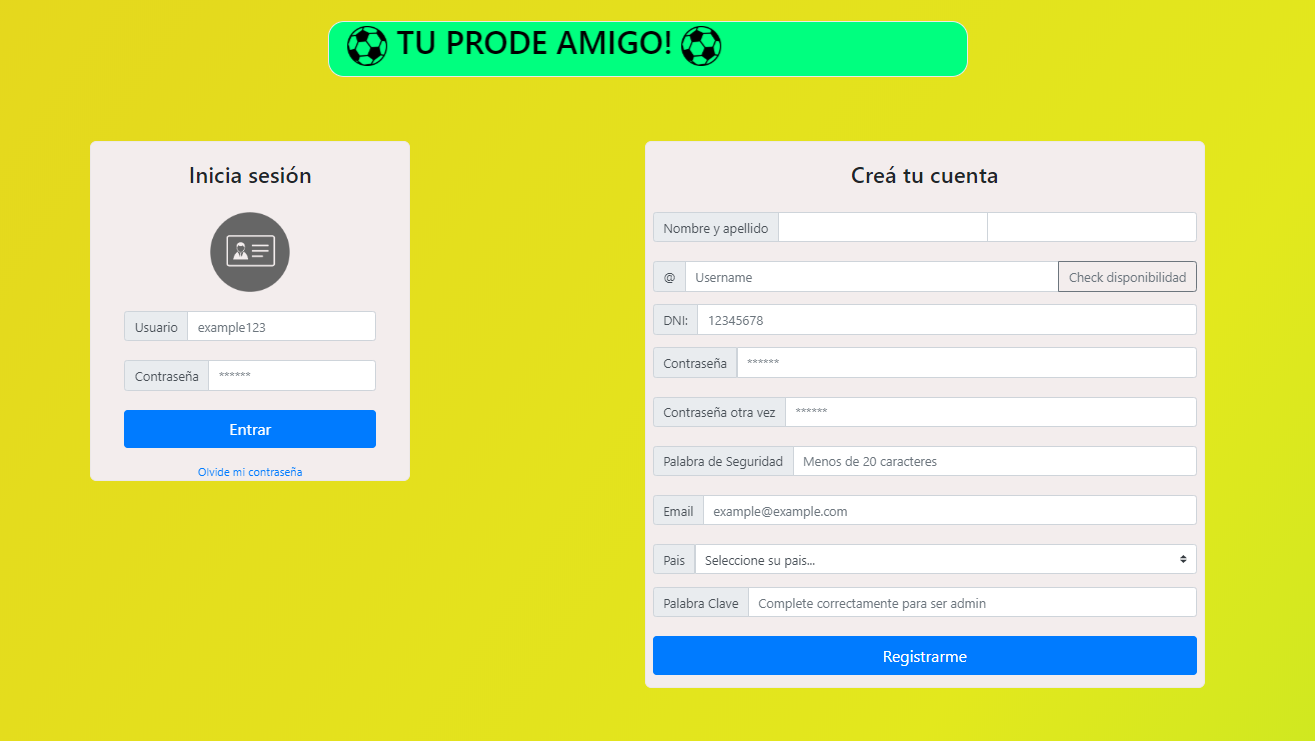 TU PRODE AMIGO!
Inicia sesión
Usuario example123
Contraseña ******
Entrar
Olvide mi contraseña
Creá tu cuenta
Nombre y apellido
@ Username Check disponibilidad
DNI: 12345678
Contraseña ******
Contraseña otra vez ******
Palabra de Seguridad Menos de 20 caracteres
Email example@example.com
Pais Seleccione su pais...
Palabra Clave Complete correctamente para ser admin
Registrarme